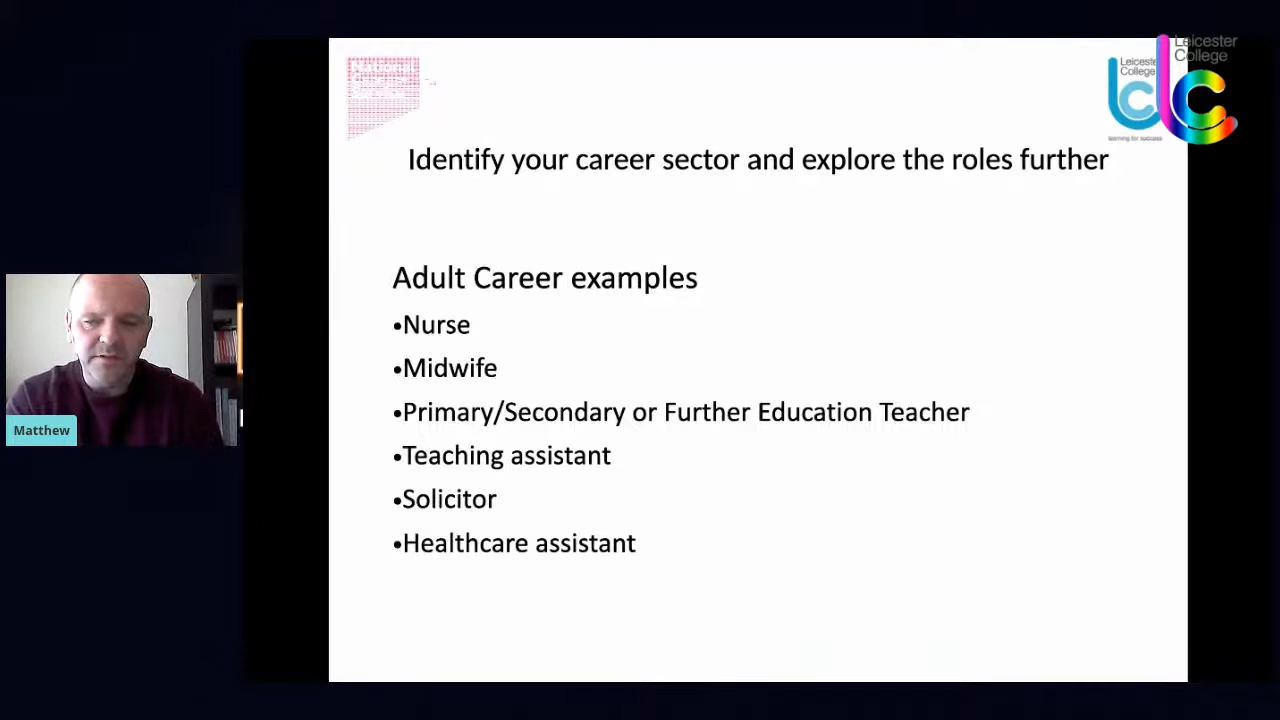 Leicester
College
Leiceste
College
learning for success
Identify your career sector and explore the roles further
Adult Career examples
•Nurse
•Midwife
•Primary/Secondary or Further Education Teacher
•Teaching assistant
•Solicitor
•Healthcare assistant
Matthew